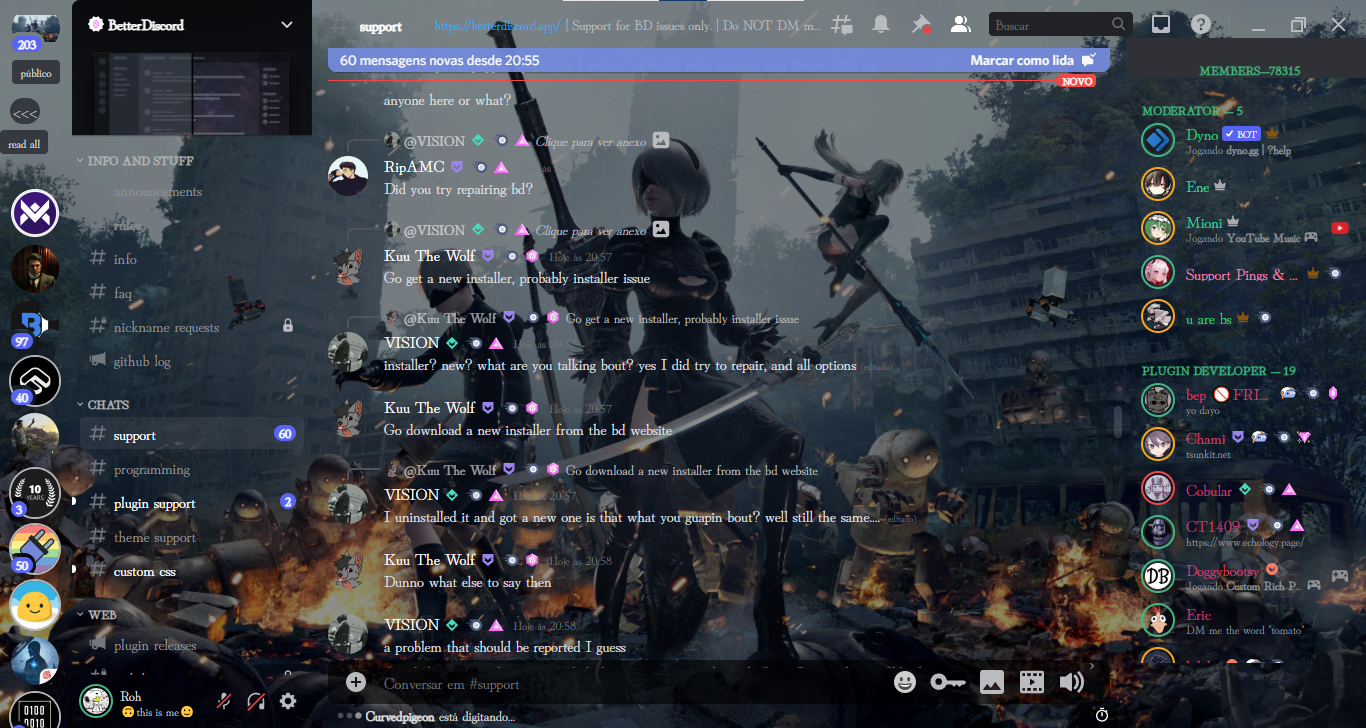 203
público
<<<
read all
97
40
10
YEARS
3
50
BetterDiscord
INFO AND STUFF
announcements
rules
info
faq
nickname requests
github log
CHATS
support
60
programming
plugin support
2
theme support
custom css
WEB
plugin releases
Roh
this is me
support
https://betterdiscord.app/ | Support for BD issues only. | Do NOT DM m...
Buscar
60 mensagens novas desde 20:55
Marcar como lida
NOVO
anyone here or what?
@VISION Clique para ver anexo
RipAMC
Did you try repairing bd?
@VISION Clique para ver anexo
Kuu The Wolf Hoje às 20:57
Go get a new installer, probably installer issue
@Kuu The Wolf Go get a new installer, probably installer issue
VISION
installer? new? what are you talking bout? yes I did try to repair, and all options (editado)
Kuu The Wolf Hoje às 20:57
Go download a new installer from the bd website
@Kuu The Wolf Go download a new installer from the bd website
VISION Hoje às 20:57
I uninstalled it and got a new one is that what you guapin bout? well still the same.... (editado)
Kuu The Wolf Hoje às 20:58
Dunno what else to say then
VISION Hoje às 20:58
a problem that should be reported I guess
Conversar em #support
Curvedpigeon está digitando...
MEMBERS—78315
MODERATOR — 5
Dyno BOT
Jogando dyno.gg | ?help
Ene
Mioni
Jogando YouTube Music
Support Pings & ...
u are bs
PLUGIN DEVELOPER — 19
bep FRI...
yo dayo
Chami
tsunkit.net
Cobular
CT1409
https://www.echology.page/
Doggybootsy
Jogando Custom Rich P...
Eric
DM me the word 'tomato'